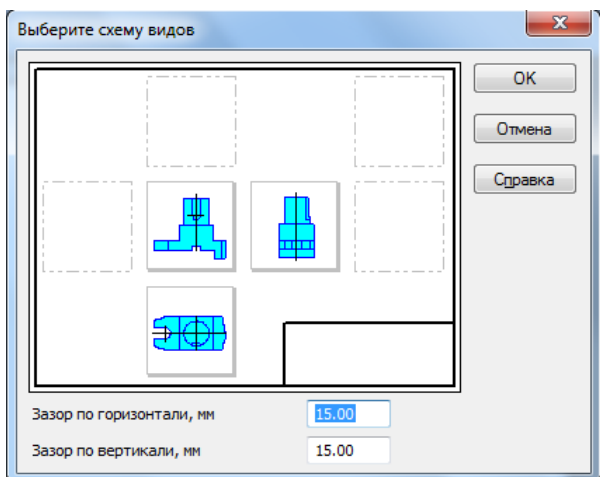 Выберите схему видов
OK
Отмена
Справка
Зазор по горизонтали, мм
15.00
Зазор по вертикали, мм
15.00